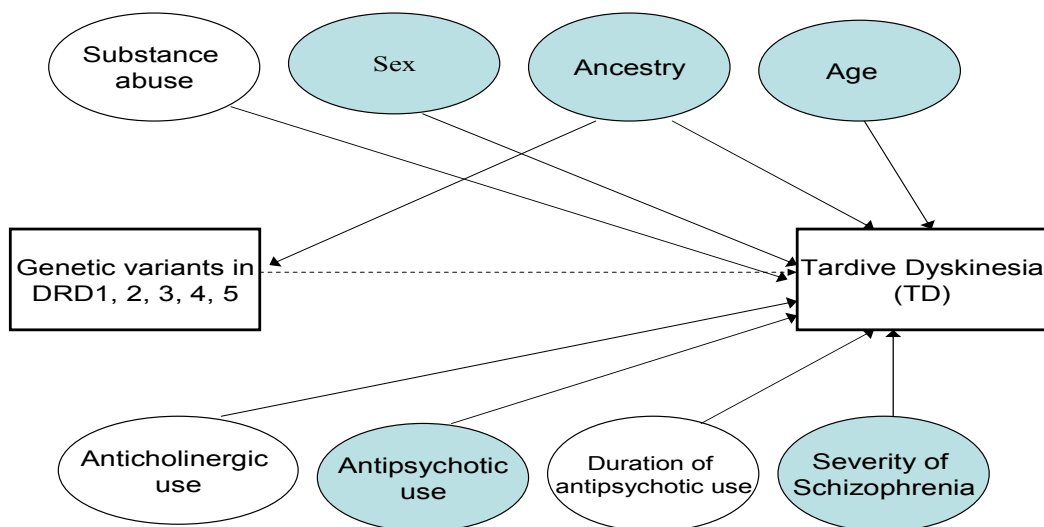 Substance
abuse
Sex
Ancestry
Age
Genetic variants in
DRD1, 2, 3, 4, 5
Tardive Dyskinesia
(TD)
Anticholinergic
use
Antipsychotic
use
Duration of
antipsychotic use
Severity of
Schizophrenia